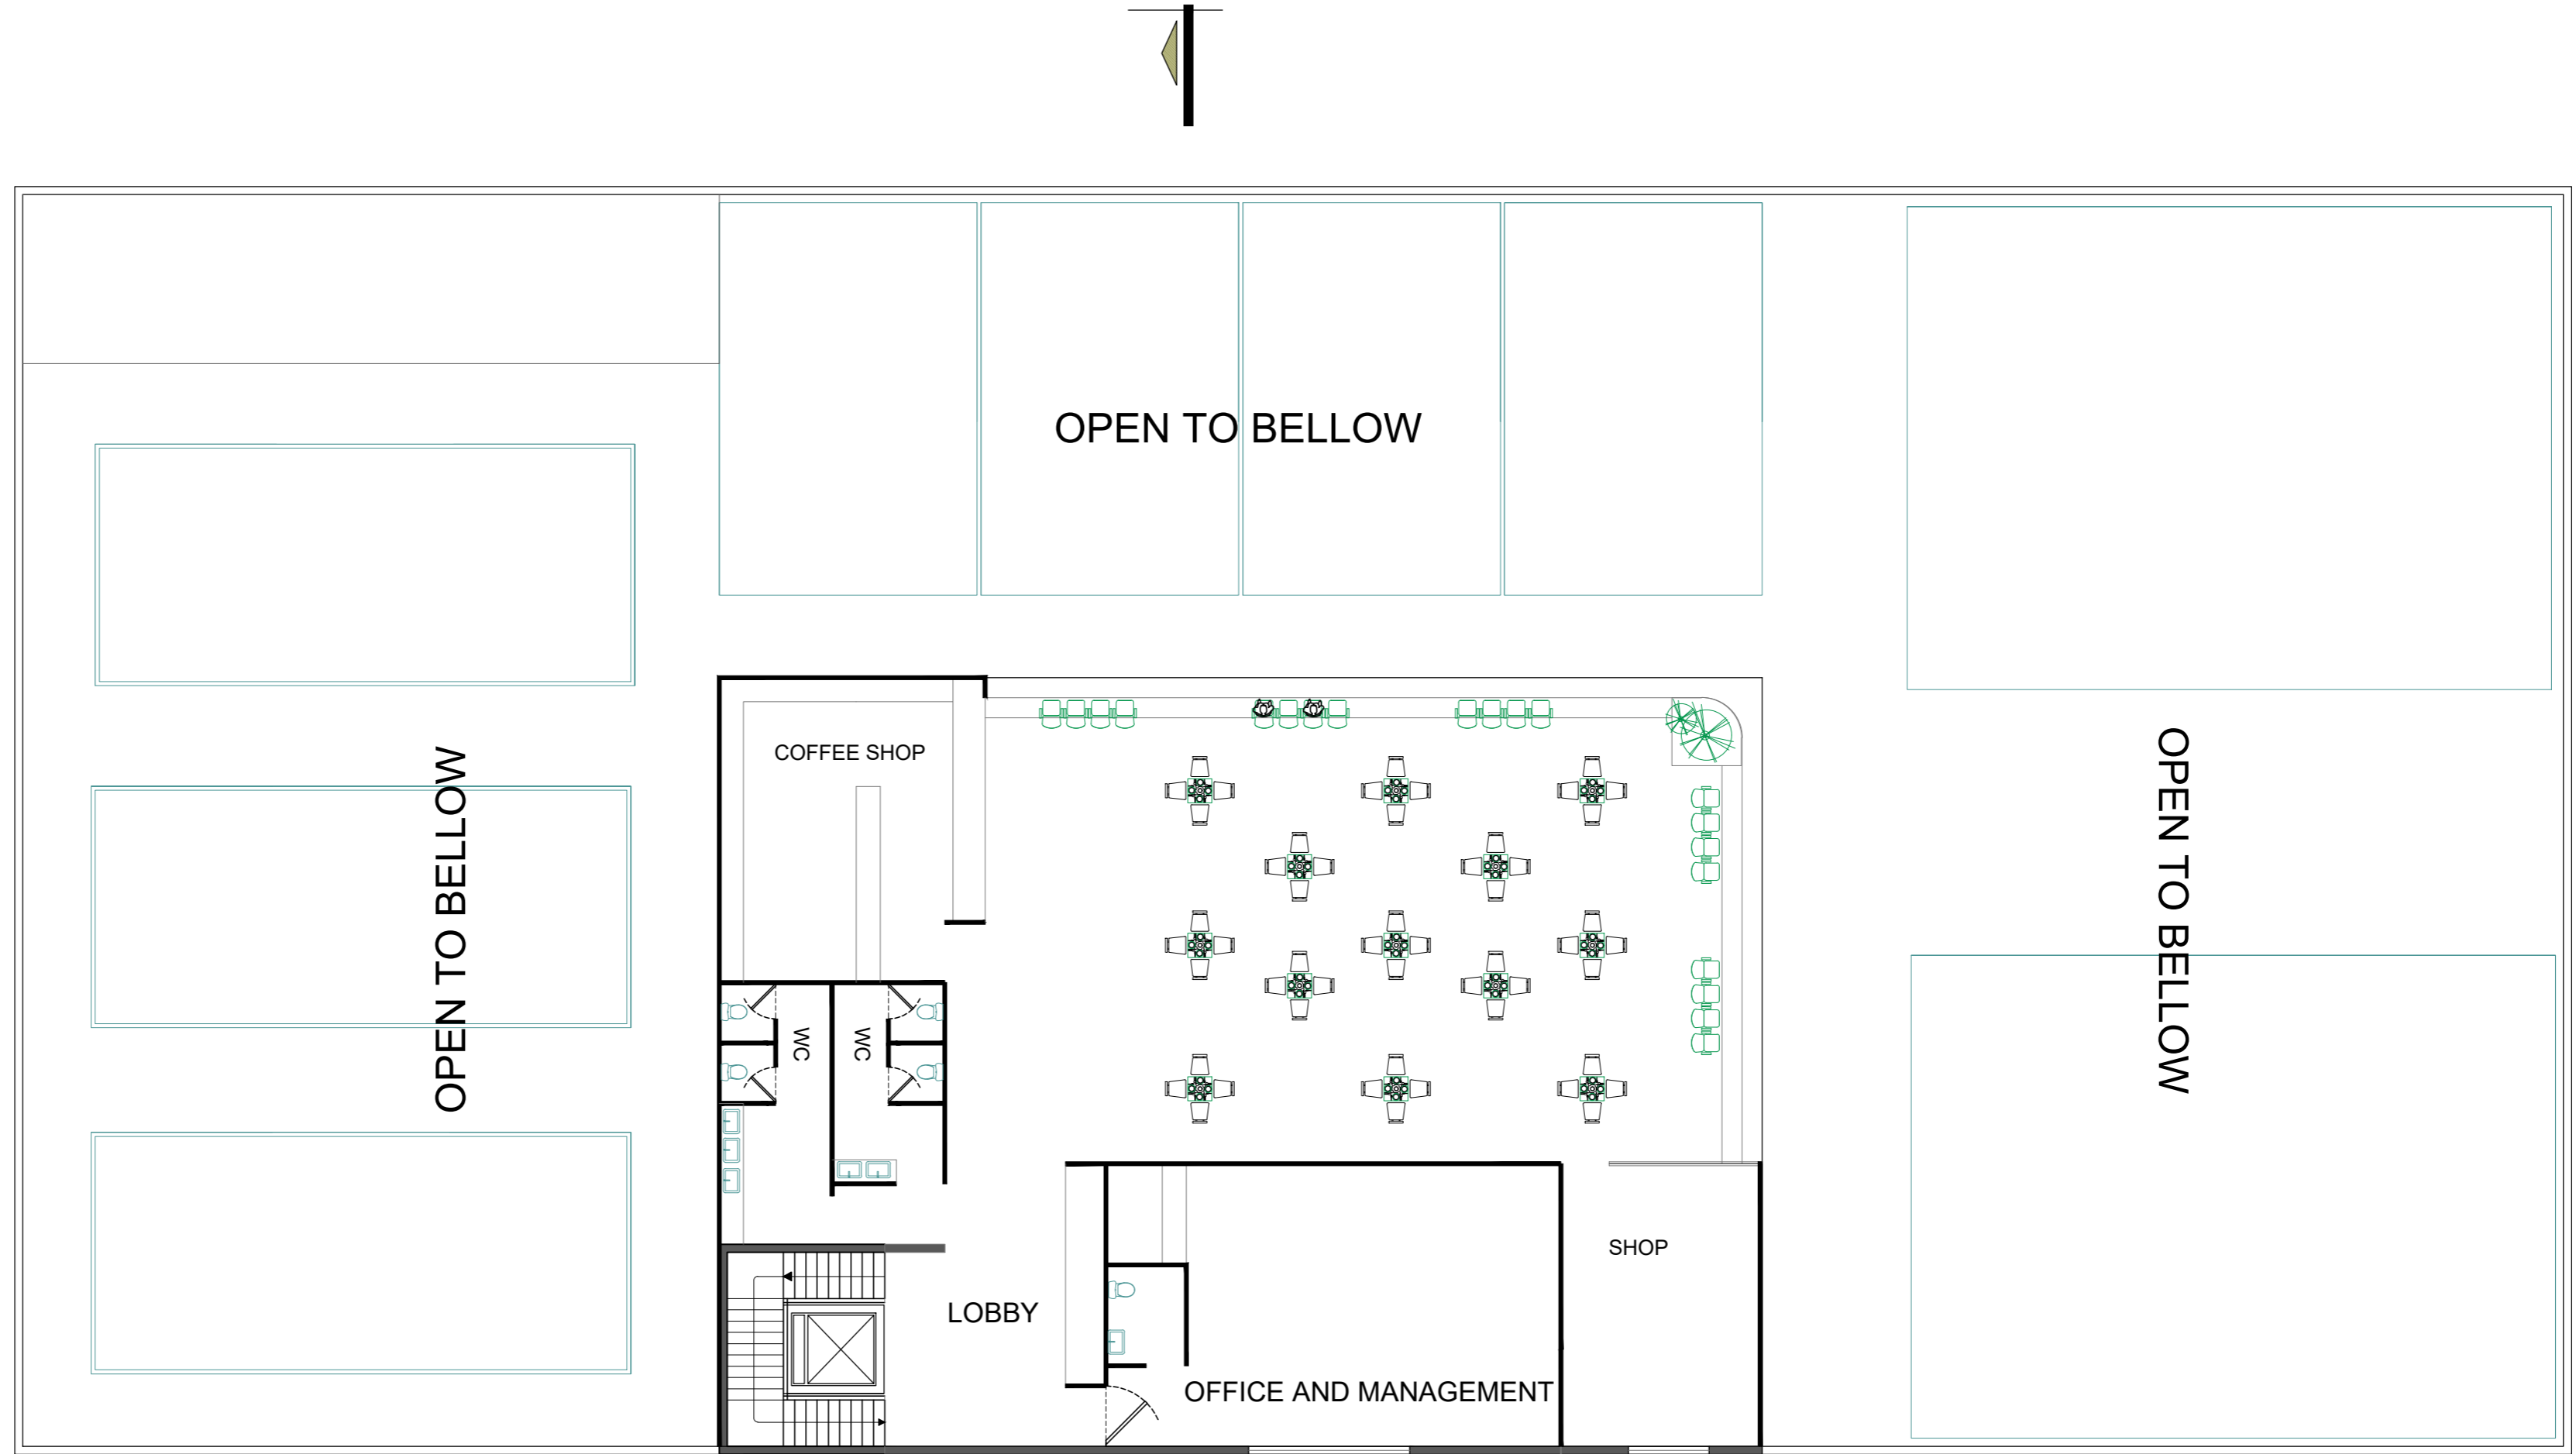 OPEN TO BELLOW
COFFEE SHOP
OPEN TO BELLOW
OPEN TO BELLOW
WC
WC
SHOP
LOBBY
OFFICE AND MANAGEMENT